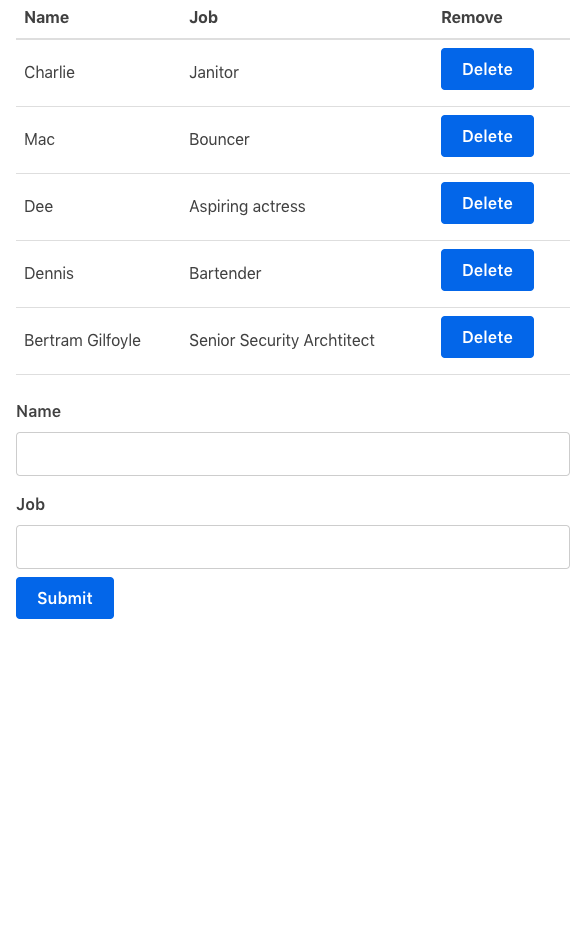 Name Job Remove
Charlie Janitor Delete
Mac Bouncer Delete
Dee Aspiring actress Delete
Dennis Bartender Delete
Bertram Gilfoyle Senior Security Archtitect Delete
Name
Job
Submit